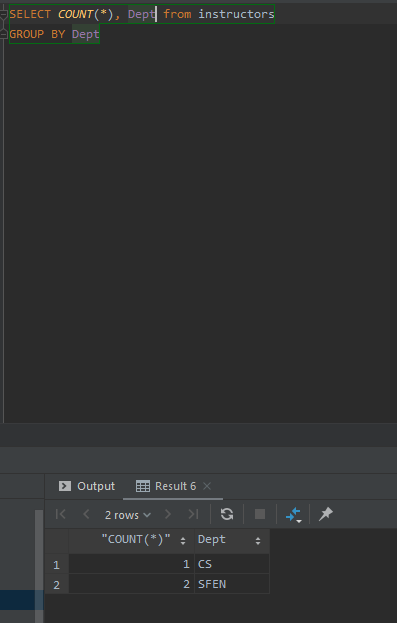 SELECT COUNT(*), Dept from instructors
GROUP BY Dept
Output
Result 6
2 rows
"COUNT(*)" Dept
1 1 CS
2 2 SFEN